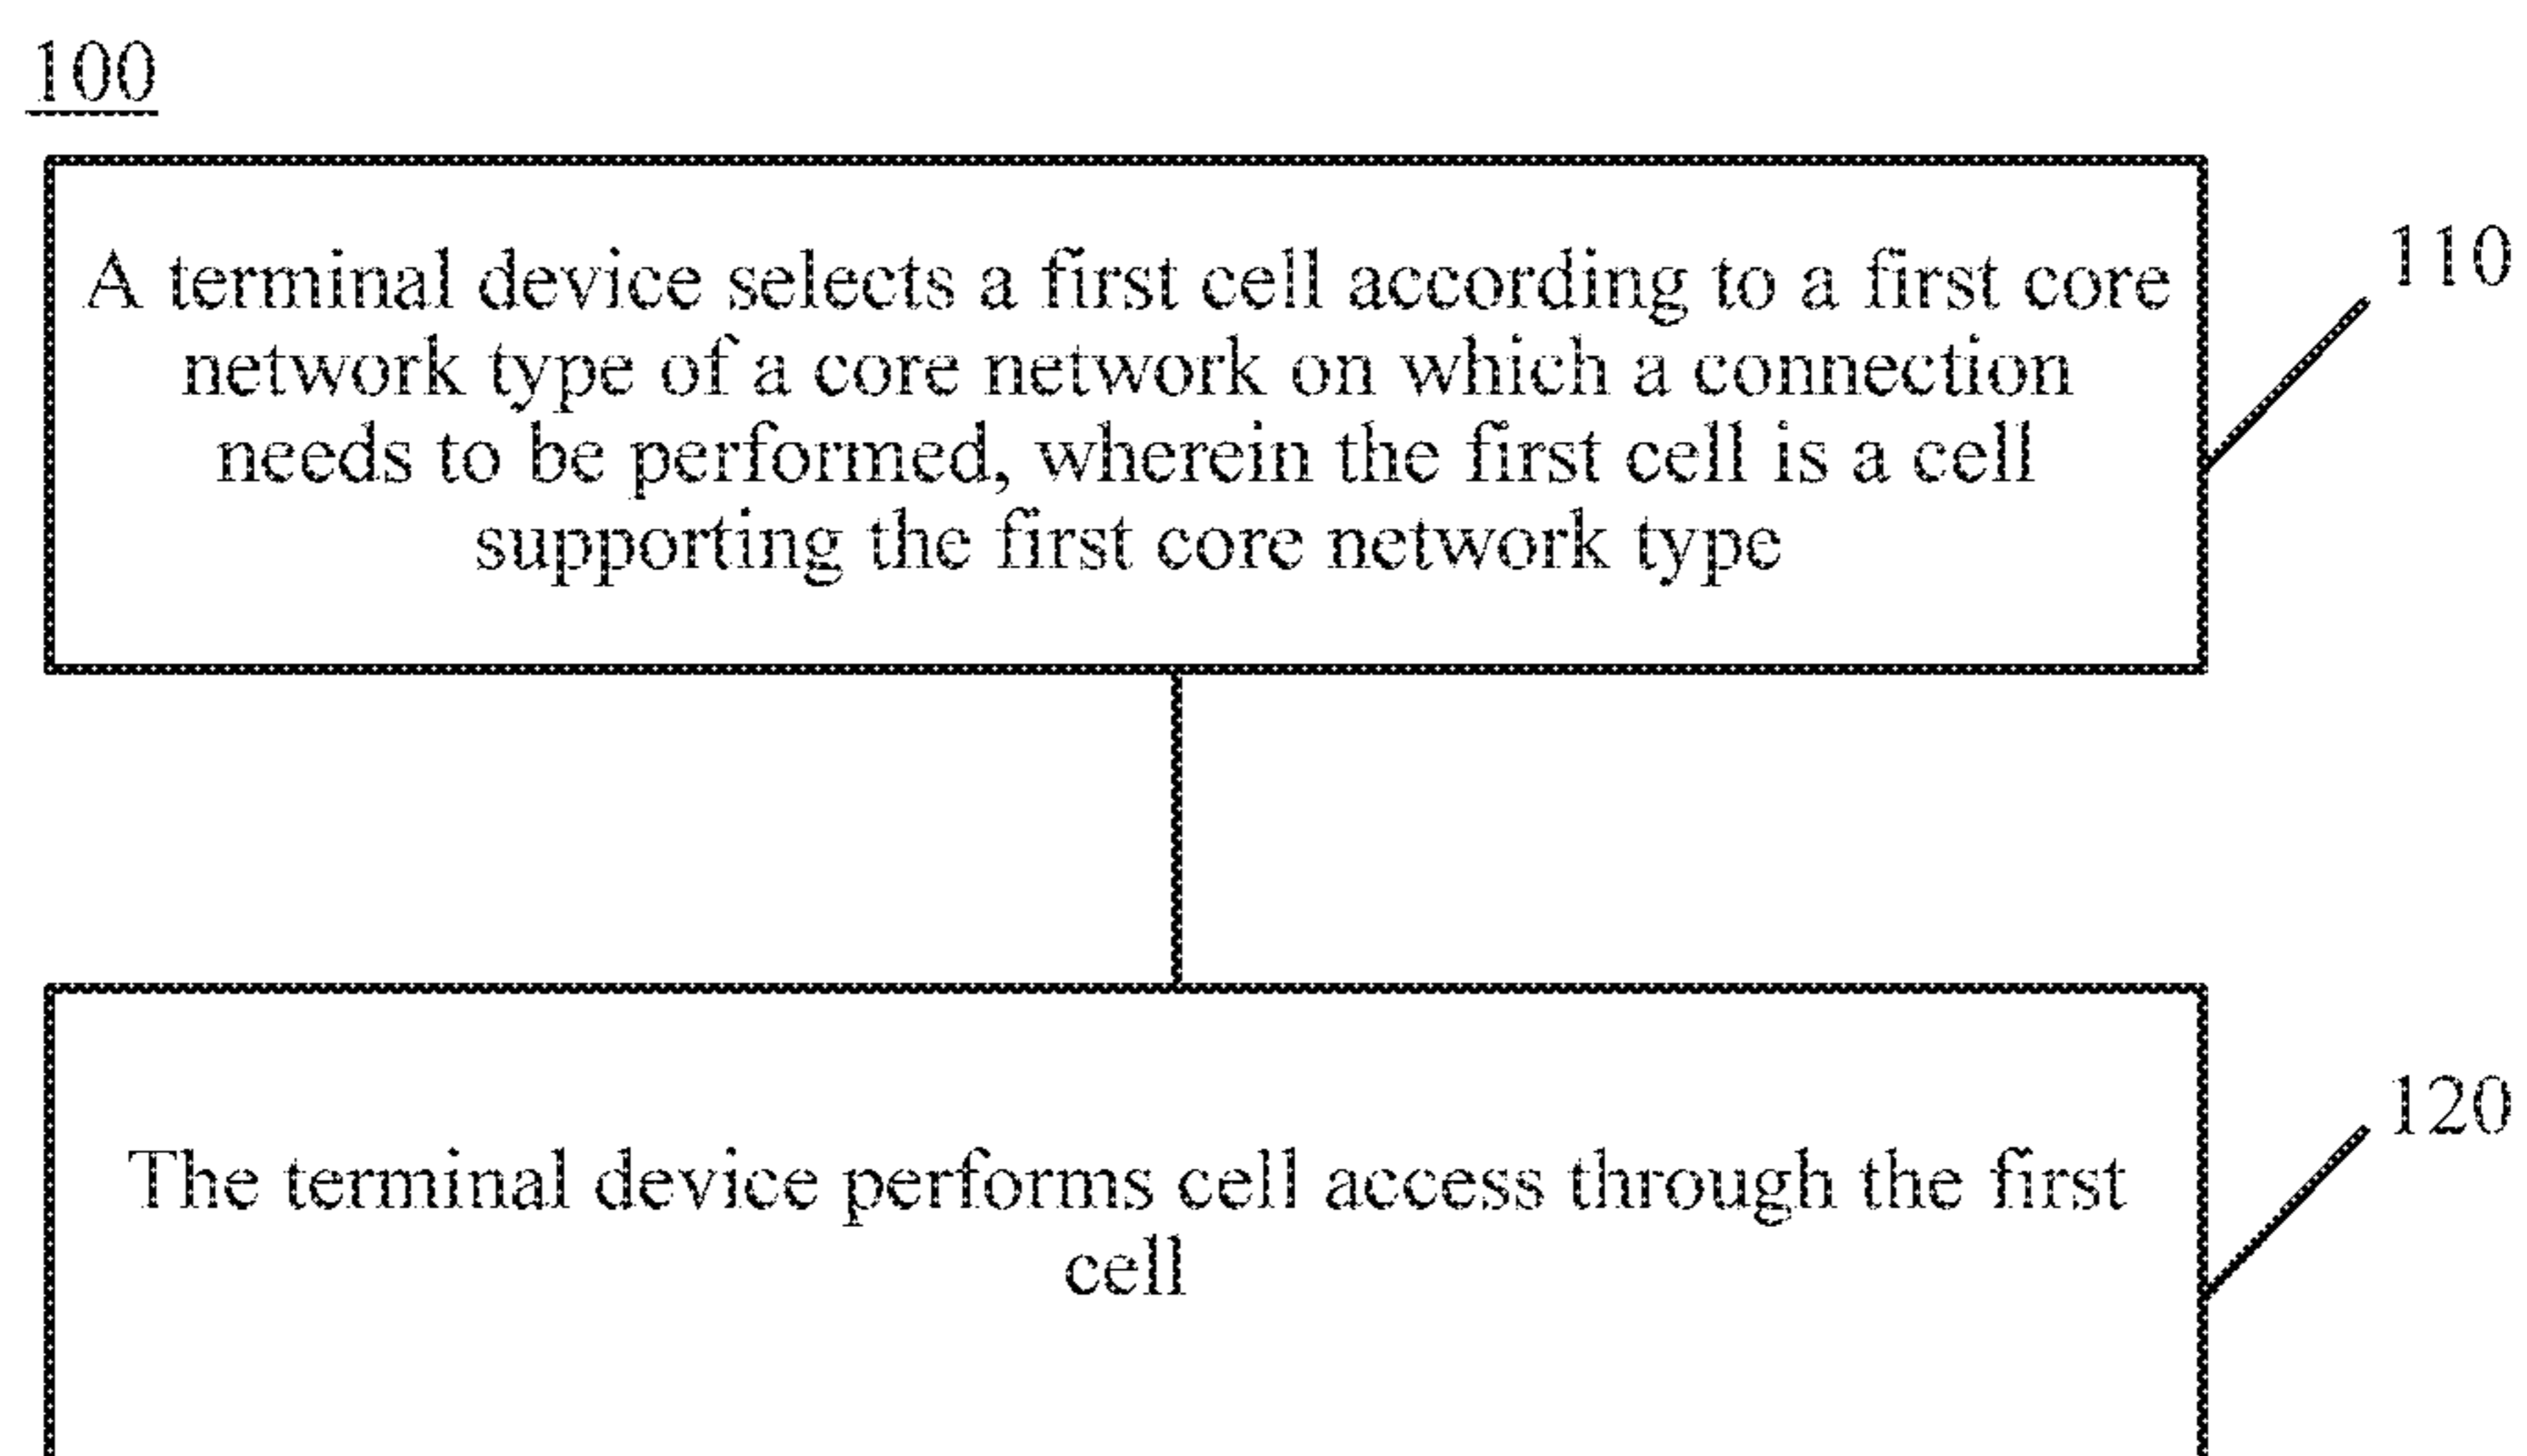 100
A terminal device selects a first cell according to a first core
network type of a core network on which a connection
needs to be performed, wherein the first cell is a cell
supporting the first core network type
110
The terminal device performs cell access through the first
cell
120